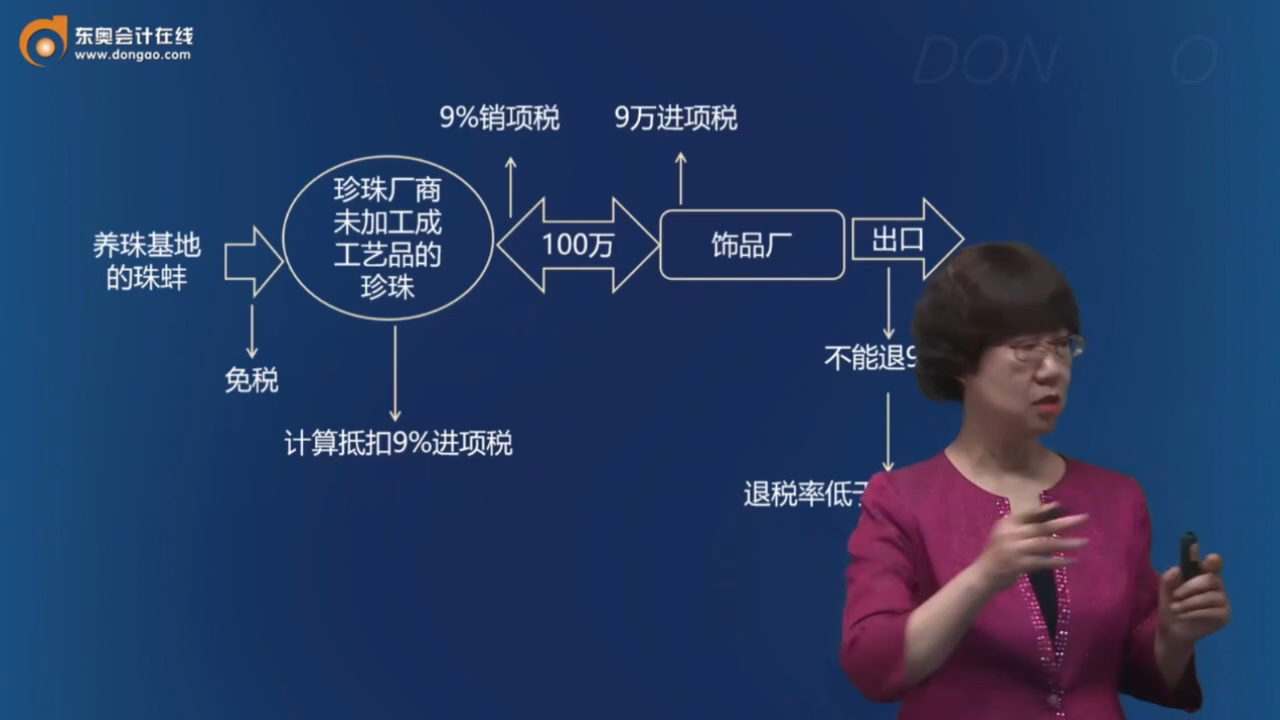 东奥会计在线
www.dongao.com
DON O
9%销项税
9万进项税
珍珠厂商
未加工成
工艺品的
珍珠
养珠基地
的珠蚌
100万
饰品厂
出口
免税
不能退9
计算抵扣9%进项税
退税率低于